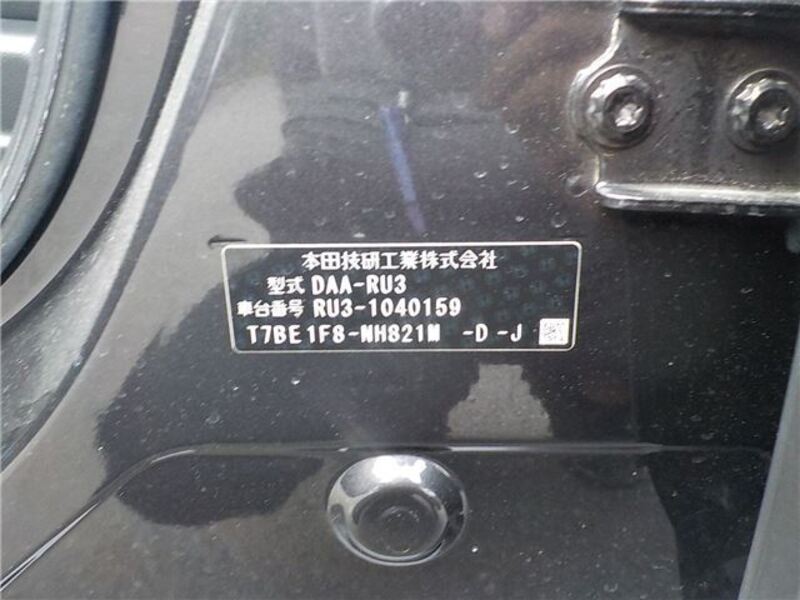 本田技研工業株式会社
型式 DAA-RU3
車台番号 RU3-1040159
T7BE1F8-NH821M -D-J